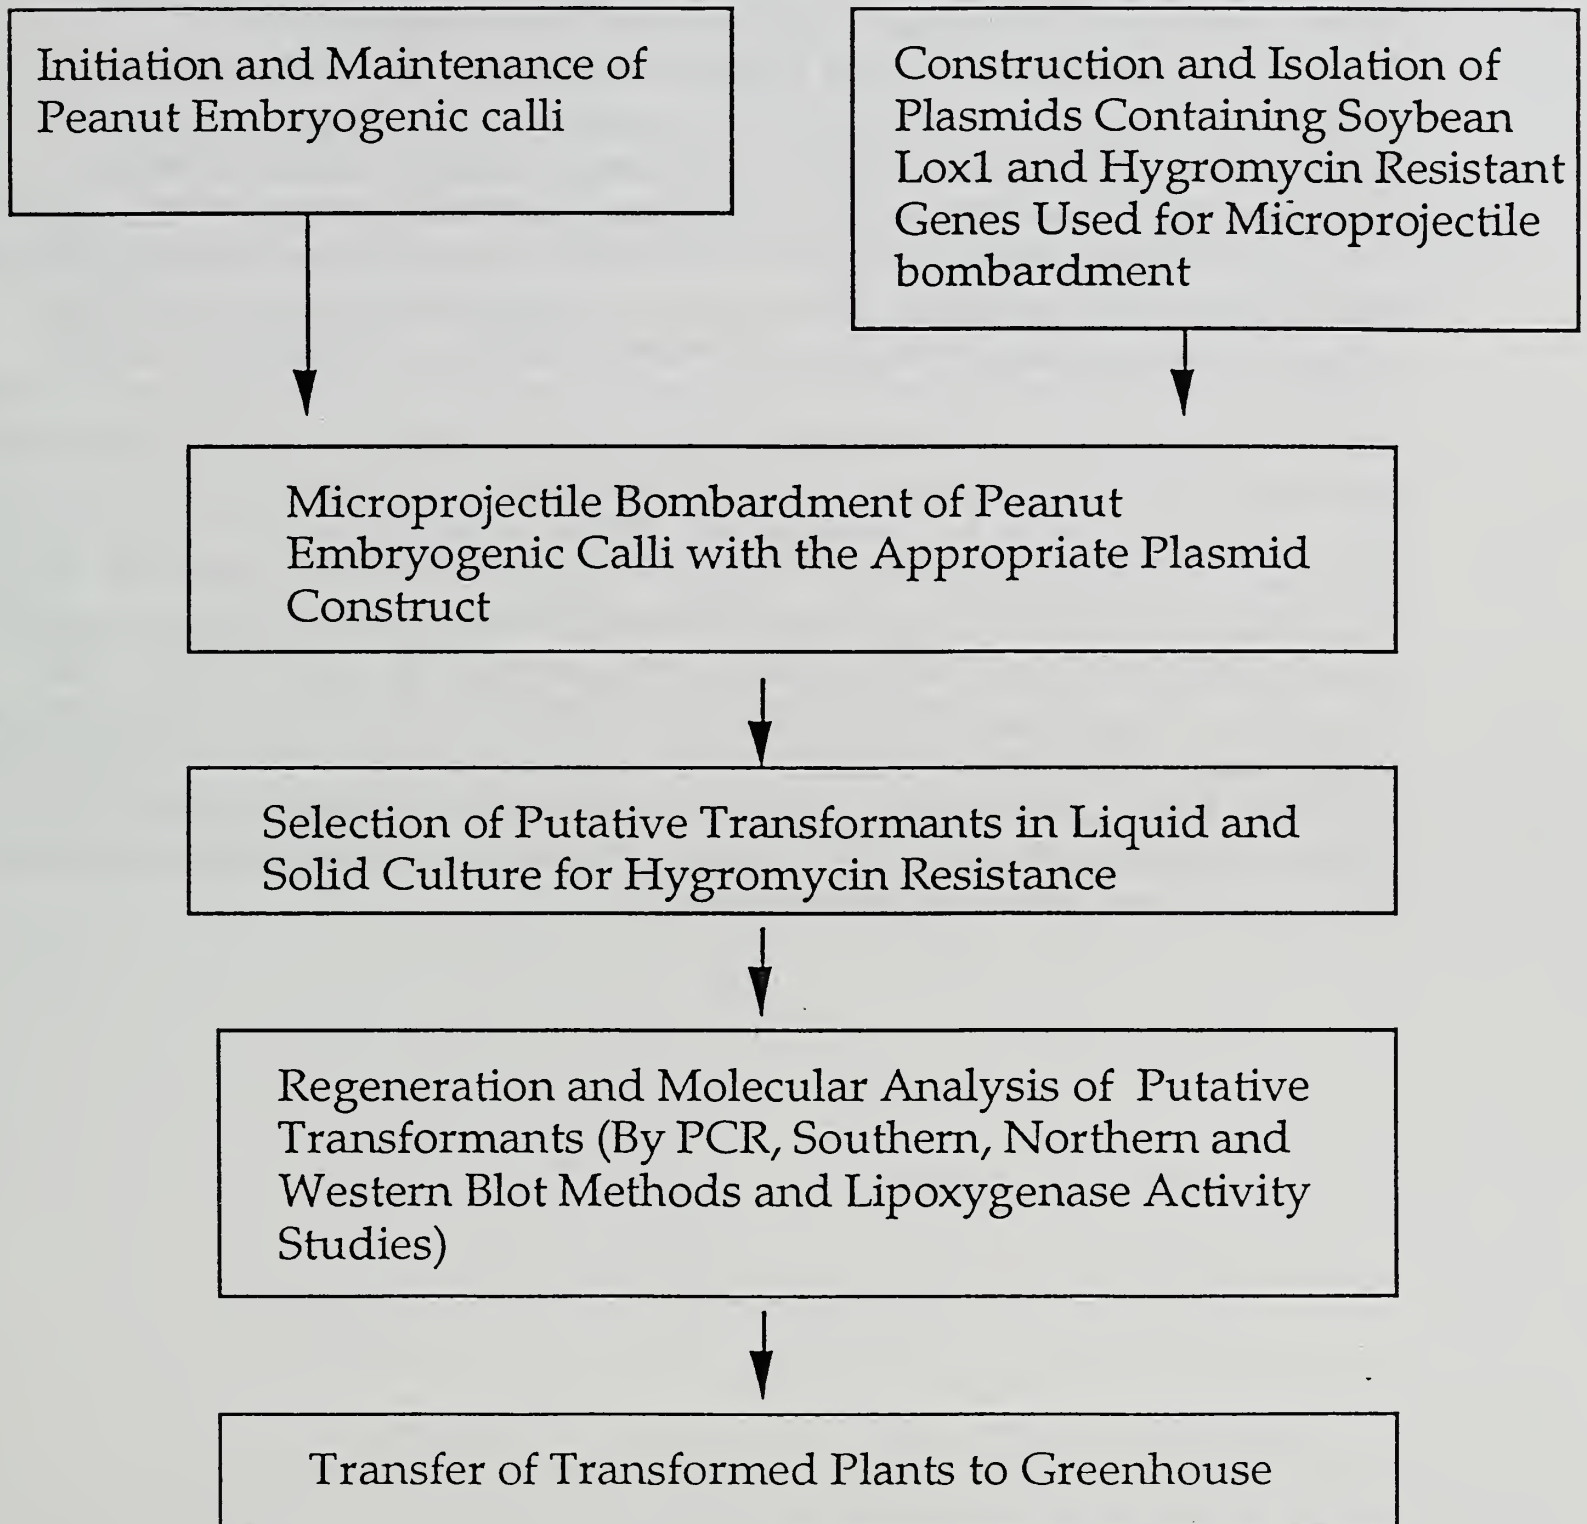 Initiation and Maintenance of
Peanut Embryogenic calli
Construction and Isolation of
Plasmids Containing Soybean
Lox1 and Hygromycin Resistant
Genes Used for Microprojectile
bombardment
Microprojectile Bombardment of Peanut
Embryogenic Calli with the Appropriate Plasmid
Construct
Selection of Putative Transformants in Liquid and
Solid Culture for Hygromycin Resistance
Regeneration and Molecular Analysis of Putative
Transformants (By PCR, Southern, Northern and
Western Blot Methods and Lipoxygenase Activity
Studies)
Transfer of Transformed Plants to Greenhouse